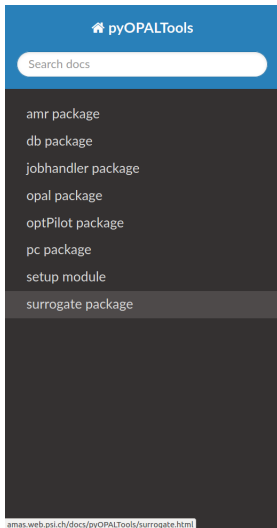 pyOPALTools
Search docs
amr package
db package
jobhandler package
opal package
optPilot package
pc package
setup module
surrogate package
amas.web.psi.ch/docs/pyOPALTools/surrogate.html